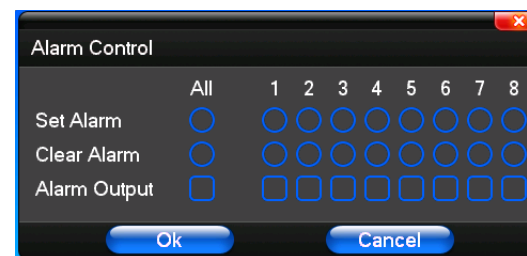 Alarm Control
All 1 2 3 4 5 6 7 8
Set Alarm
Clear Alarm
Alarm Output
Ok Cancel